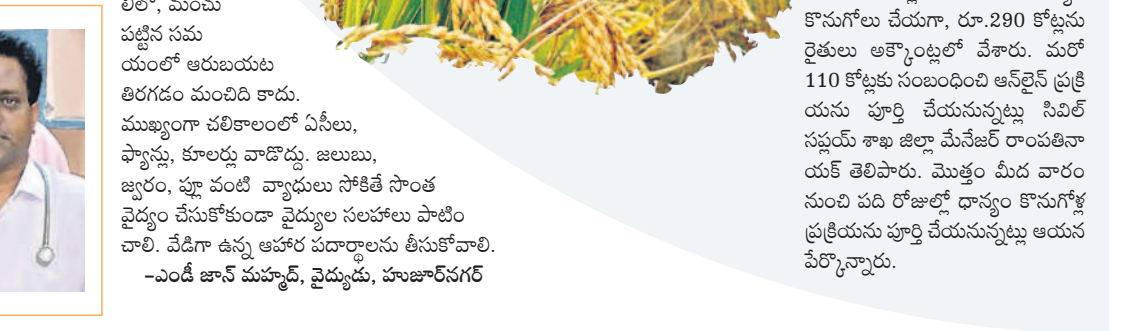 లిలో, మంచు
పట్టిన సమ
యంలో ఆరుబయట
తిరగడం మంచిది కాదు.
ముఖ్యంగా చలికాలంలో ఏసీలు,
ఫ్యాన్లు, కూలర్లు వాడొద్దు. జలుబు,
జ్వరం, ఫ్లూ వంటి వ్యాధులు సోకితే సొంత
వైద్యం చేసుకోకుండా వైద్యుల సలహాలు పాటిం
చాలి. వేడిగా ఉన్న ఆహార పదార్థాలను తీసుకోవాలి.
–ఎండీ జాన్ మహ్మద్, వైద్యుడు, హుజూర్‌నగర్
కొనుగోలు చేయగా, రూ.290 కోట్లను
రైతులు అక్కౌంట్లలో వేశారు. మరో
110 కోట్లకు సంబంధించి ఆన్‌లైన్ ప్రక్రి
యను పూర్తి చేయనున్నట్లు సివిల్
సప్లయ్ శాఖ జిల్లా మేనేజర్ రాంపతినా
యక్ తెలిపారు. మొత్తం మీద వారం
నుంచి పది రోజుల్లో ధాన్యం కొనుగోళ్ల
ప్రక్రియను పూర్తి చేయనున్నట్లు ఆయన
పేర్కొన్నారు.